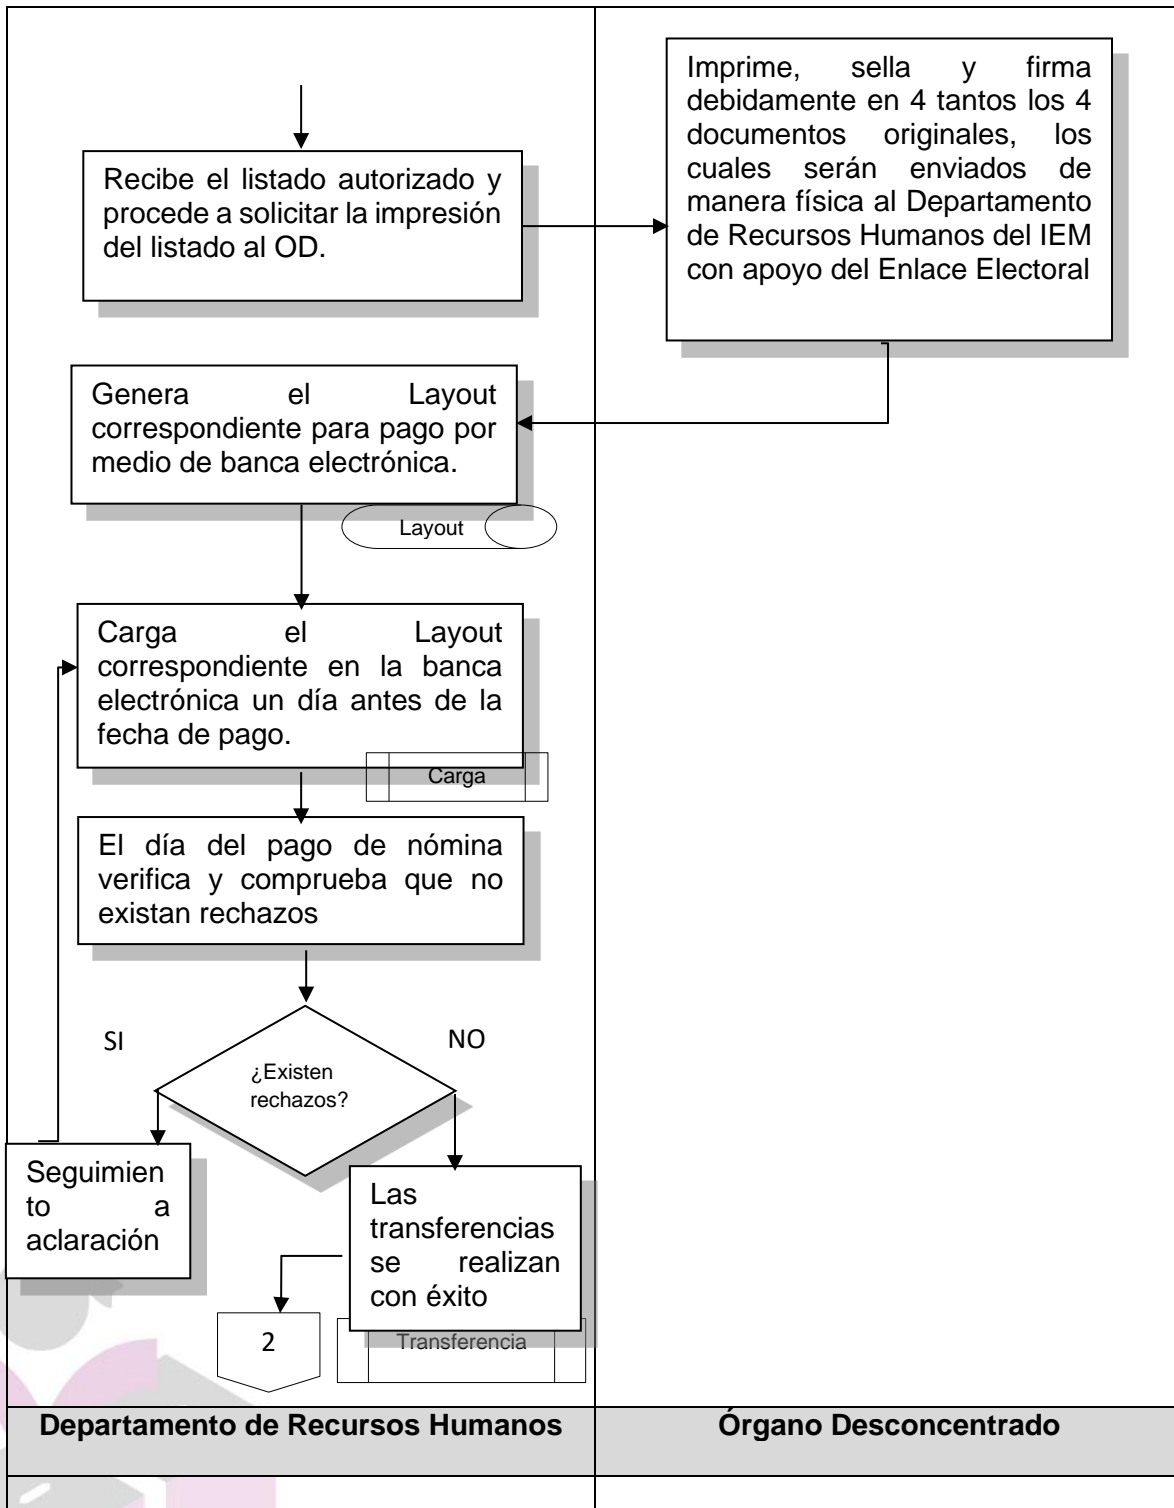 Recibe el listado autorizado y
procede a solicitar la impresión
del listado al OD.
Imprime, sella y firma
debidamente en 4 tantos los 4
documentos originales, los
cuales serán enviados de
manera física al Departamento
de Recursos Humanos del IEM
con apoyo del Enlace Electoral
Genera el Layout
correspondiente para pago por
medio de banca electrónica.
Layout
Carga el Layout
correspondiente en la banca
electrónica un día antes de la
fecha de pago.
Carga
El día del pago de nómina
verifica y comprueba que no
existan rechazos
SI
NO
¿Existen
rechazos?
Seguimien
to a
aclaración
Las
transferencias
se realizan
con éxito
2
Transferencia
Departamento de Recursos Humanos
Órgano Desconcentrado